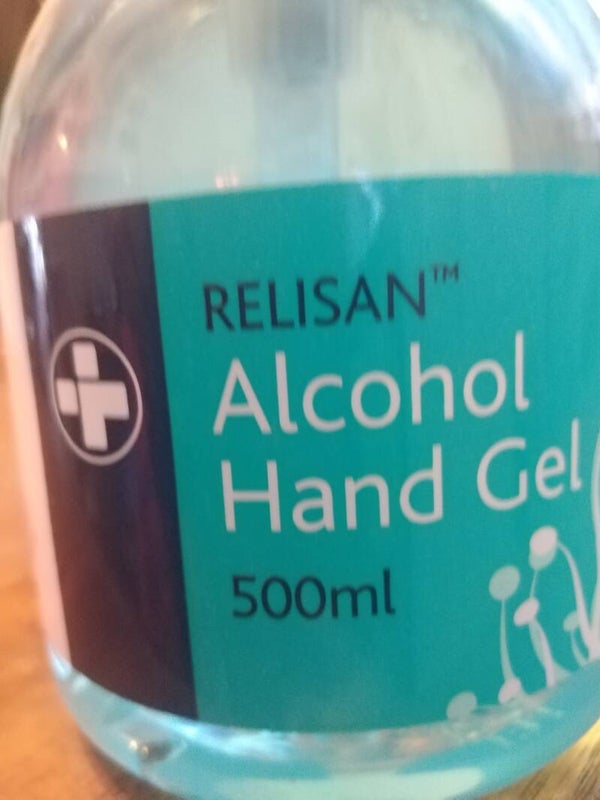 RELISAN™
Alcohol
Hand Gel
500ml